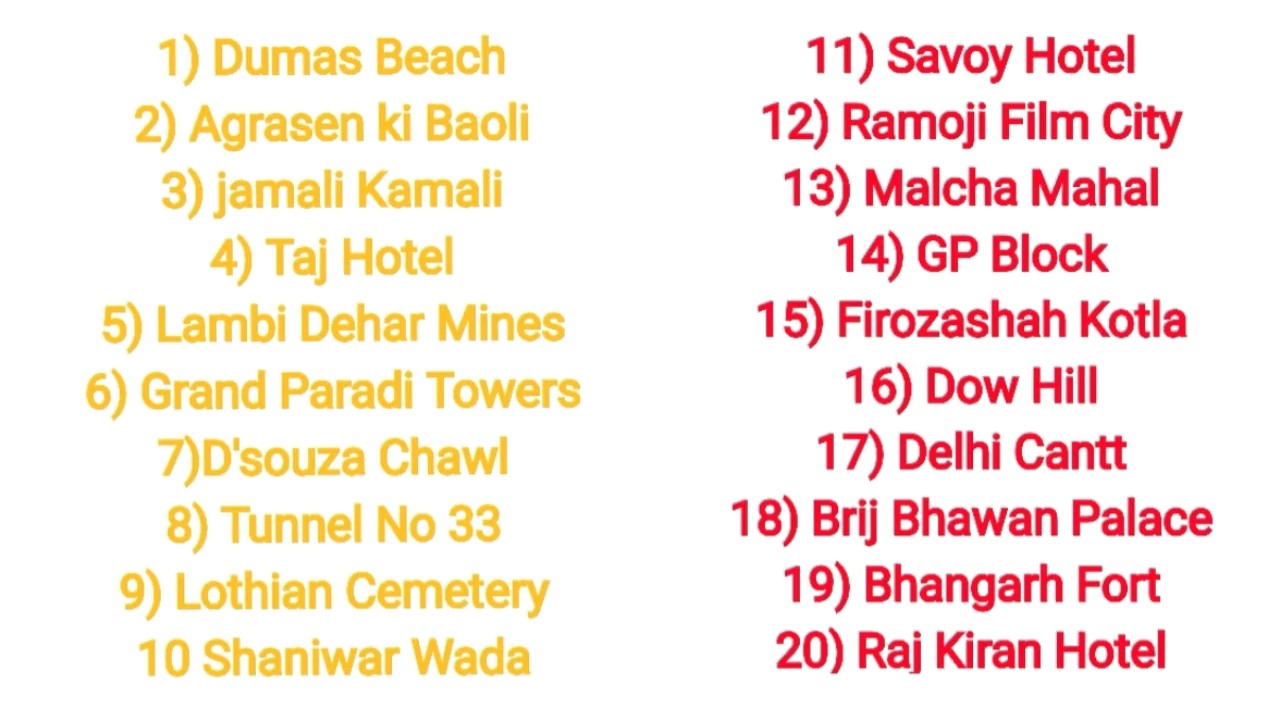 1) Dumas Beach
2) Agrasen ki Baoli
3) jamali Kamali
4) Taj Hotel
5) Lambi Dehar Mines
6) Grand Paradi Towers
7)D'souza Chawl
8) Tunnel No 33
9) Lothian Cemetery
10 Shaniwar Wada
11) Savoy Hotel
12) Ramoji Film City
13) Malcha Mahal
14) GP Block
15) Firozashah Kotla
16) Dow Hill
17) Delhi Cantt
18) Brij Bhawan Palace
19) Bhangarh Fort
20) Raj Kiran Hotel